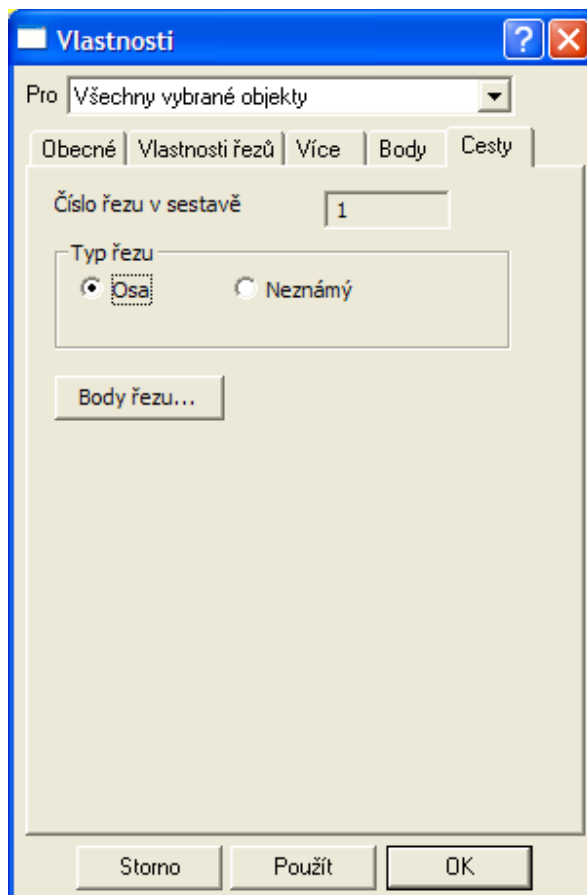 Vlastnosti
Pro Všechny vybrané objekty
Obecné Vlastnosti řezů Více Body Cesty
Číslo řezu v sestavě 1
Typ řezu
Osa Neznámý
Body řezu...
Storno Použít OK